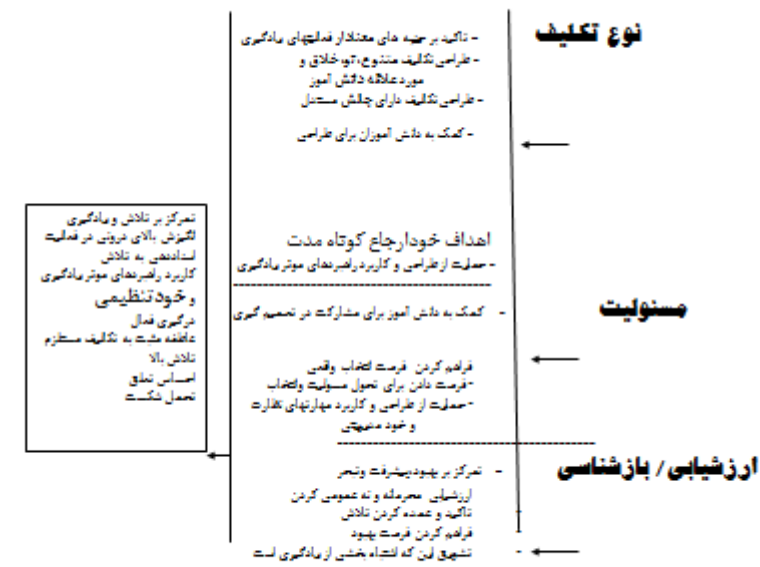 نوع تکلیف
- تاکید بر جنبه های معنادار فعالیتهای یادگیری
- طراحی تکالیف متنوع، نو، خلاق و
مورد علاقه دانش آموز
- طراحی تکالیف دارای چالش مستدل
- کمک به دانش آموزان برای طراحی
اهداف خودارجاع کوتاه مدت
- حمایت از طراحی و کاربرد راهبردهای موثر یادگیری
مسئولیت
- کمک به دانش آموز برای مشارکت در تصمیم گیری
فراهم کردن فرصت انتخاب واقعی
- فرصت دادن برای تحول مسولیت وانتخاب
- حمایت از طراحی و کاربرد مهارتهای نظارت
و خود مدیریتی
ارزشیابی / بازشناسی
- تمرکز بر بهبود،پیشرفت وتبحر
ارزشیابی محرمانه و نه عمومی کردن
تاکید و عمده کردن تلاش
فراهم کردن فرصت بهبود
- تشویق این که اشتباه بخشی از یادگیری است
تمرکز بر تلاش و یادگیری
انگیزش بالای درونی در فعالیت
اسناددهی به تلاش
کاربرد راهبردهای موثر یادگیری
و خودتنظیمی
درگیری فعال
عاطفه مثبت به تکالیف مستلزم
تلاش بالا
احساس تعلق
تحمل شکست